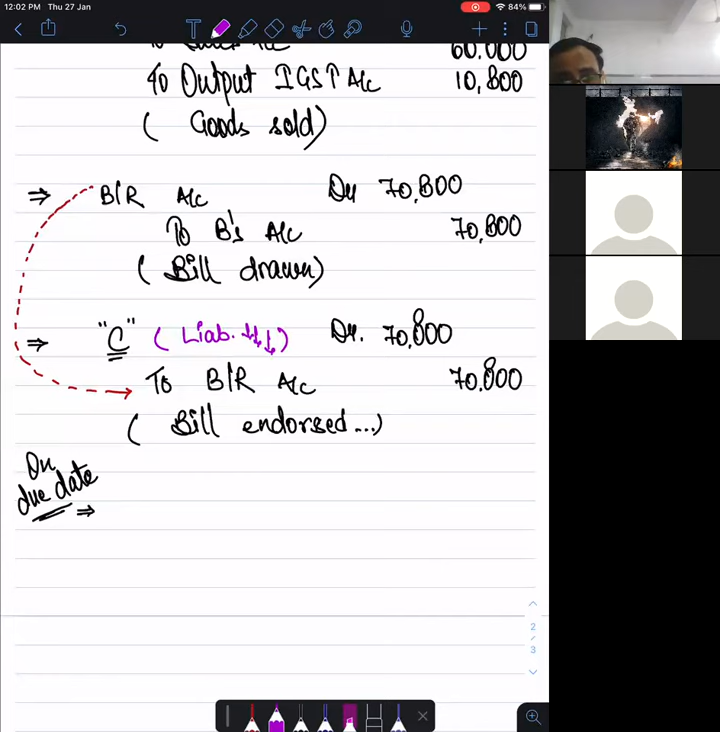 12:02 PM Thu 27 Jan 84%
60,000
To Output IGST A/c 10,800
( Goods sold)
⇒ B/R A/c Dr 70,800
To B's A/c 70,800
( Bill drawn)
⇒ "C" ( Liab. ↓↓↓) Dr. 70,800
To B/R A/c 70,800
( Bill endorsed...)
On
due date
⇒
2
/
3